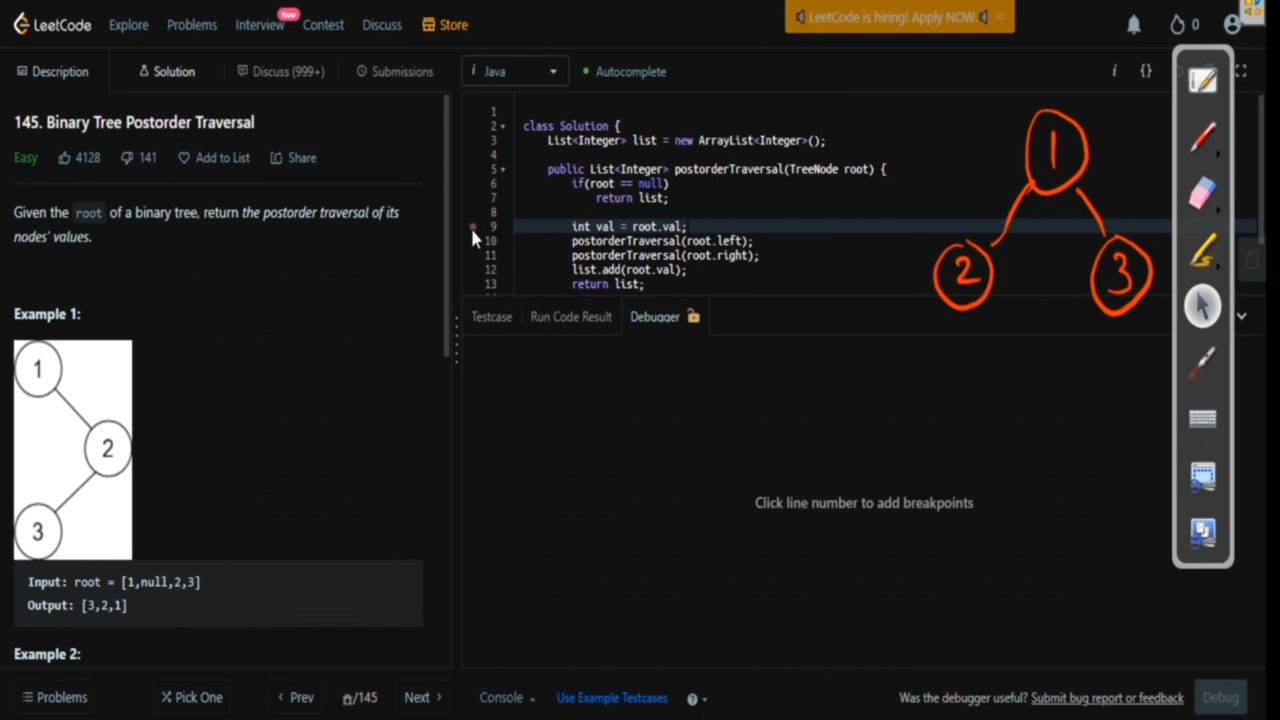 LeetCode
Explore
Problems
Interview
New
Contest
Discuss
Store
LeetCode is hiring! Apply NOW.
×
0
Description
Solution
Discuss (999+)
Submissions
i Java
Autocomplete
i
{}
145. Binary Tree Postorder Traversal
Easy
4128
141
Add to List
Share
Given the root of a binary tree, return the postorder traversal of its
nodes' values.
Example 1:
1
2
3
Input: root = [1,null,2,3]
Output: [3,2,1]
Example 2:
1
2 class Solution {
3 List<Integer> list = new ArrayList<Integer>();
4
5 public List<Integer> postorderTraversal(TreeNode root) {
6 if(root == null)
7 return list;
8
9 int val = root.val;
10 postorderTraversal(root.left);
11 postorderTraversal(root.right);
12 list.add(root.val);
13 return list;
1
2
3
Testcase
Run Code Result
Debugger
Click line number to add breakpoints
Problems
Pick One
Prev
/145
Next
Console
Use Example Testcases
?
Was the debugger useful? Submit bug report or feedback
Debug